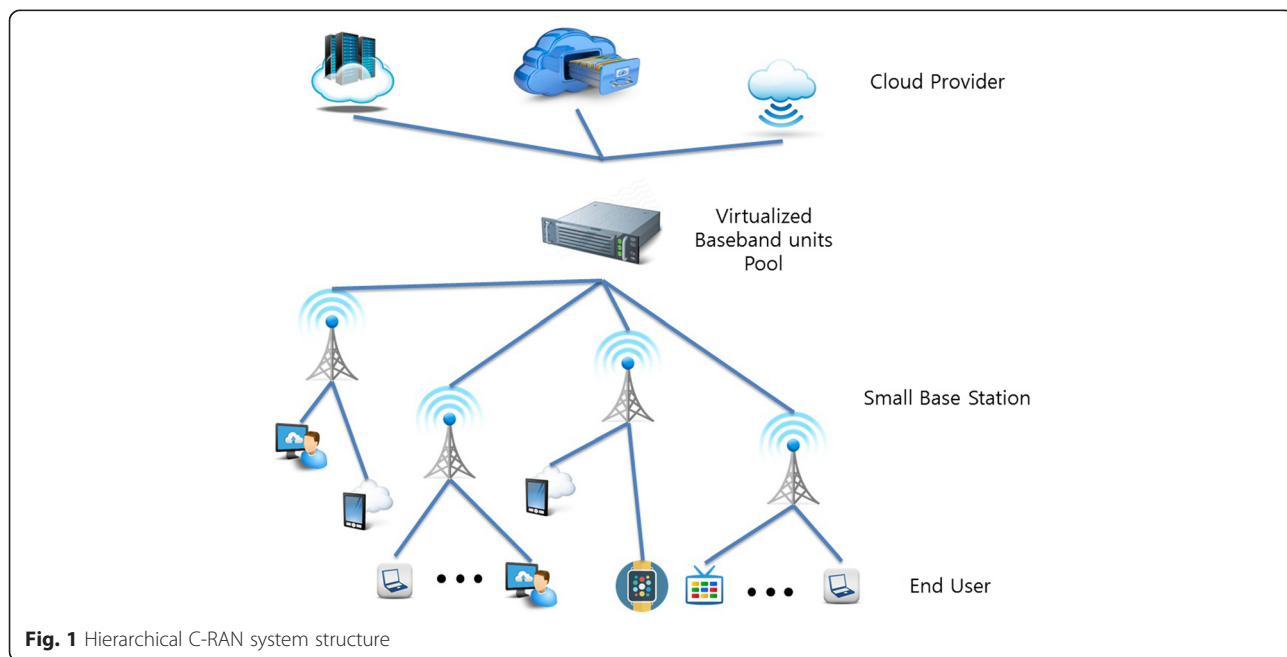 Cloud Provider
Virtualized
Baseband units
Pool
Small Base Station
End User
Fig. 1 Hierarchical C-RAN system structure